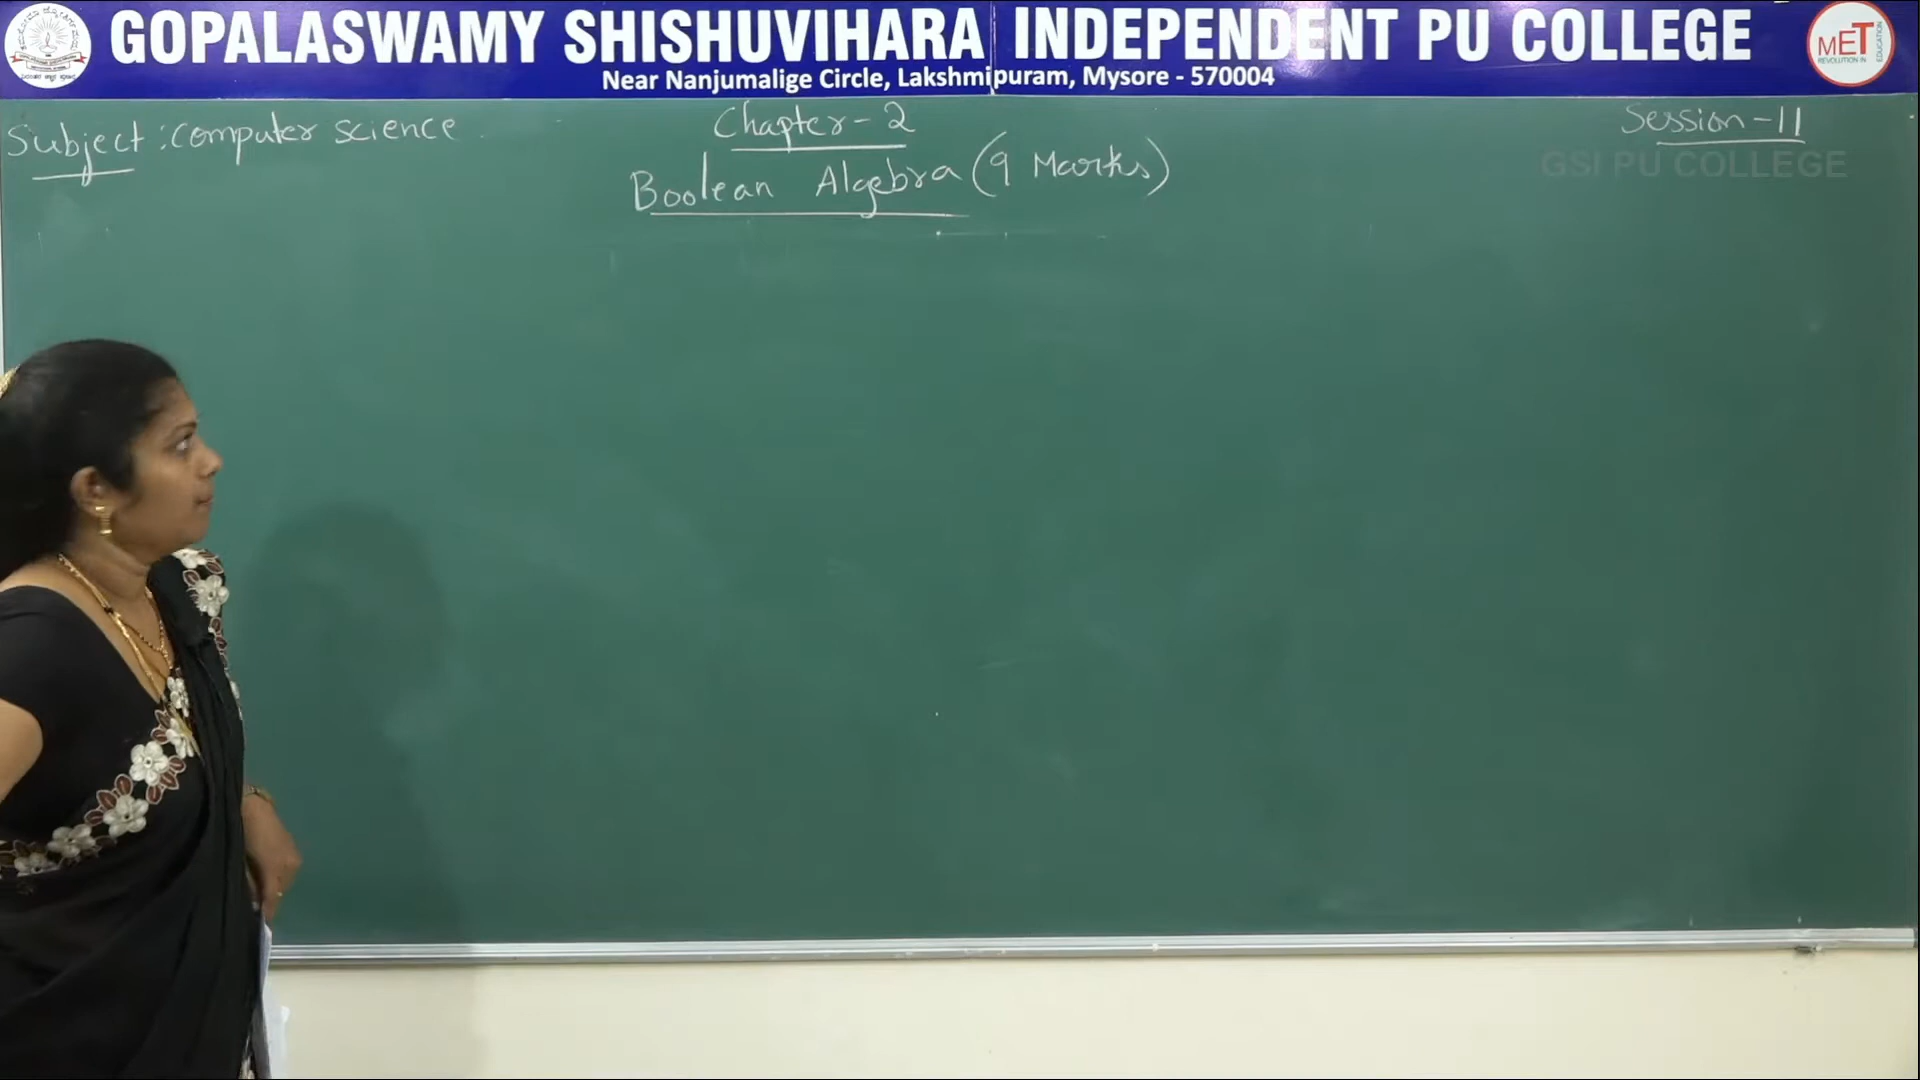 GOPALASWAMY SHISHUVIHARA INDEPENDENT PU COLLEGE
Near Nanjumalige Circle, Lakshmipuram, Mysore - 570004
MET
REVOLUTION IN EDUCATION
Subject : computer science
Chapter - 2
Session - 11
GSI PU COLLEGE
Boolean Algebra (9 Marks)